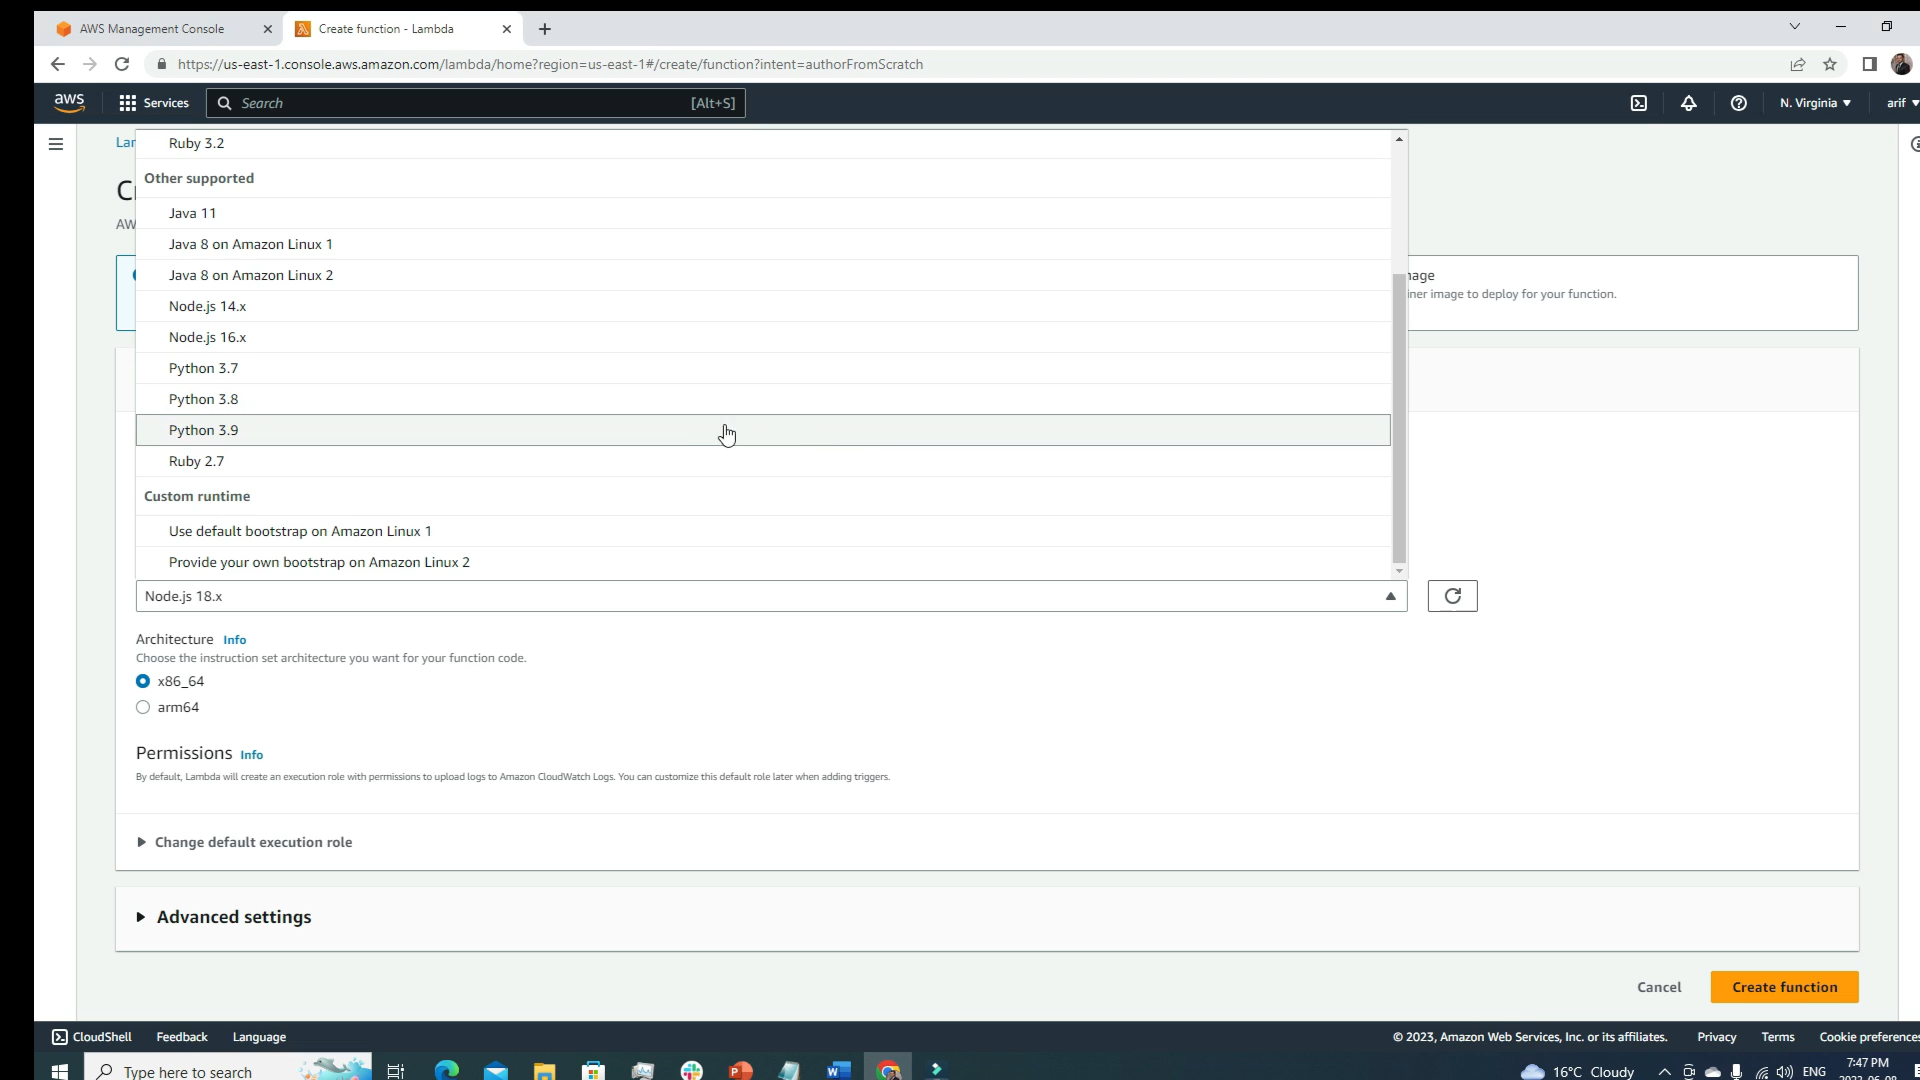 AWS Management Console
Create function - Lambda
https://us-east-1.console.aws.amazon.com/lambda/home?region=us-east-1#/create/function?intent=authorFromScratch
aws
Services
Search
[Alt+S]
N. Virginia
arif
Ruby 3.2
Other supported
Java 11
Java 8 on Amazon Linux 1
Java 8 on Amazon Linux 2
iner image to deploy for your function.
Node.js 14.x
Node.js 16.x
Python 3.7
Python 3.8
Python 3.9
Ruby 2.7
Custom runtime
Use default bootstrap on Amazon Linux 1
Provide your own bootstrap on Amazon Linux 2
Node.js 18.x
Architecture Info
Choose the instruction set architecture you want for your function code.
x86_64
arm64
Permissions Info
By default, Lambda will create an execution role with permissions to upload logs to Amazon CloudWatch Logs. You can customize this default role later when adding triggers.
Change default execution role
Advanced settings
Cancel
Create function
CloudShell
Feedback
Language
© 2023, Amazon Web Services, Inc. or its affiliates.
Privacy
Terms
Cookie preferences
Type here to search
16°C Cloudy
ENG
7:47 PM